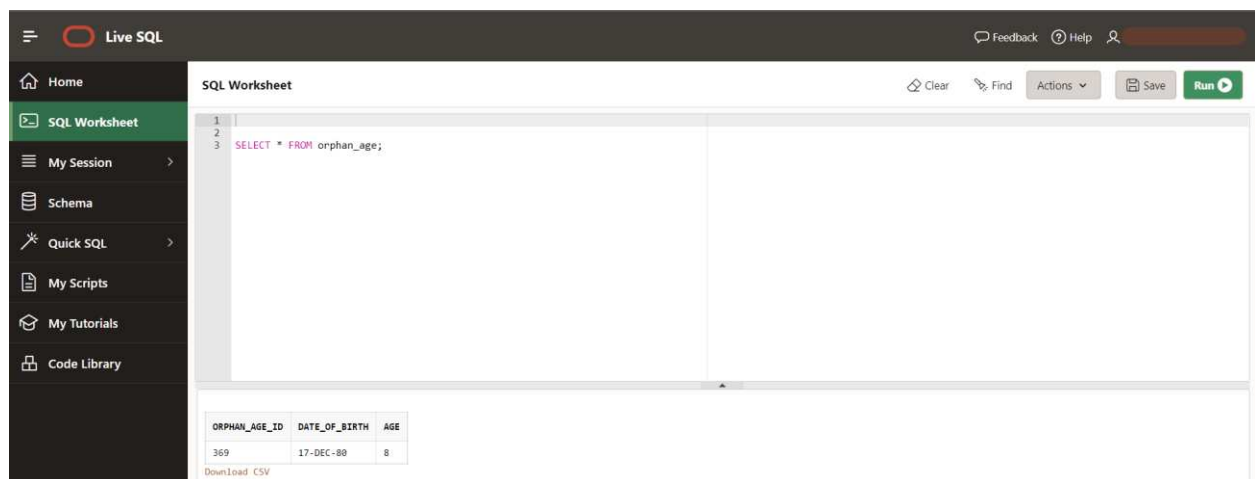 Live SQL
Feedback Help
Home
SQL Worksheet
My Session
Schema
Quick SQL
My Scripts
My Tutorials
Code Library
SQL Worksheet
Clear Find Actions Save Run
1
2
3 SELECT * FROM orphan_age;
ORPHAN_AGE_ID DATE_OF_BIRTH AGE
369 17-DEC-80 8
Download CSV